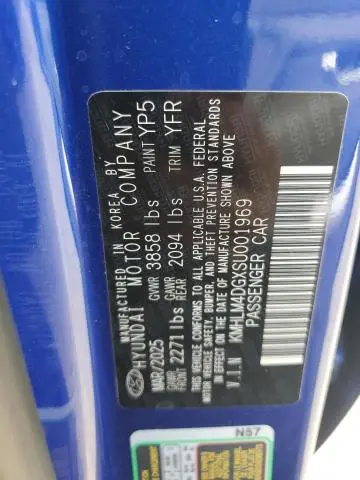 MANUFACTURED IN KOREA BY
HYUNDAI MOTOR COMPANY
MAR/2025 GVWR 3858 lbs PAINT YP5
GAWR FRONT 2271 lbs GAWR REAR 2094 lbs TRIM YFR
THIS VEHICLE CONFORMS TO ALL APPLICABLE U.S.A. FEDERAL
MOTOR VEHICLE SAFETY, BUMPER, AND THEFT PREVENTION STANDARDS
IN EFFECT ON THE DATE OF MANUFACTURE SHOWN ABOVE
V.I.N KMHLM4DGXSU001969
PASSENGER CAR
N57